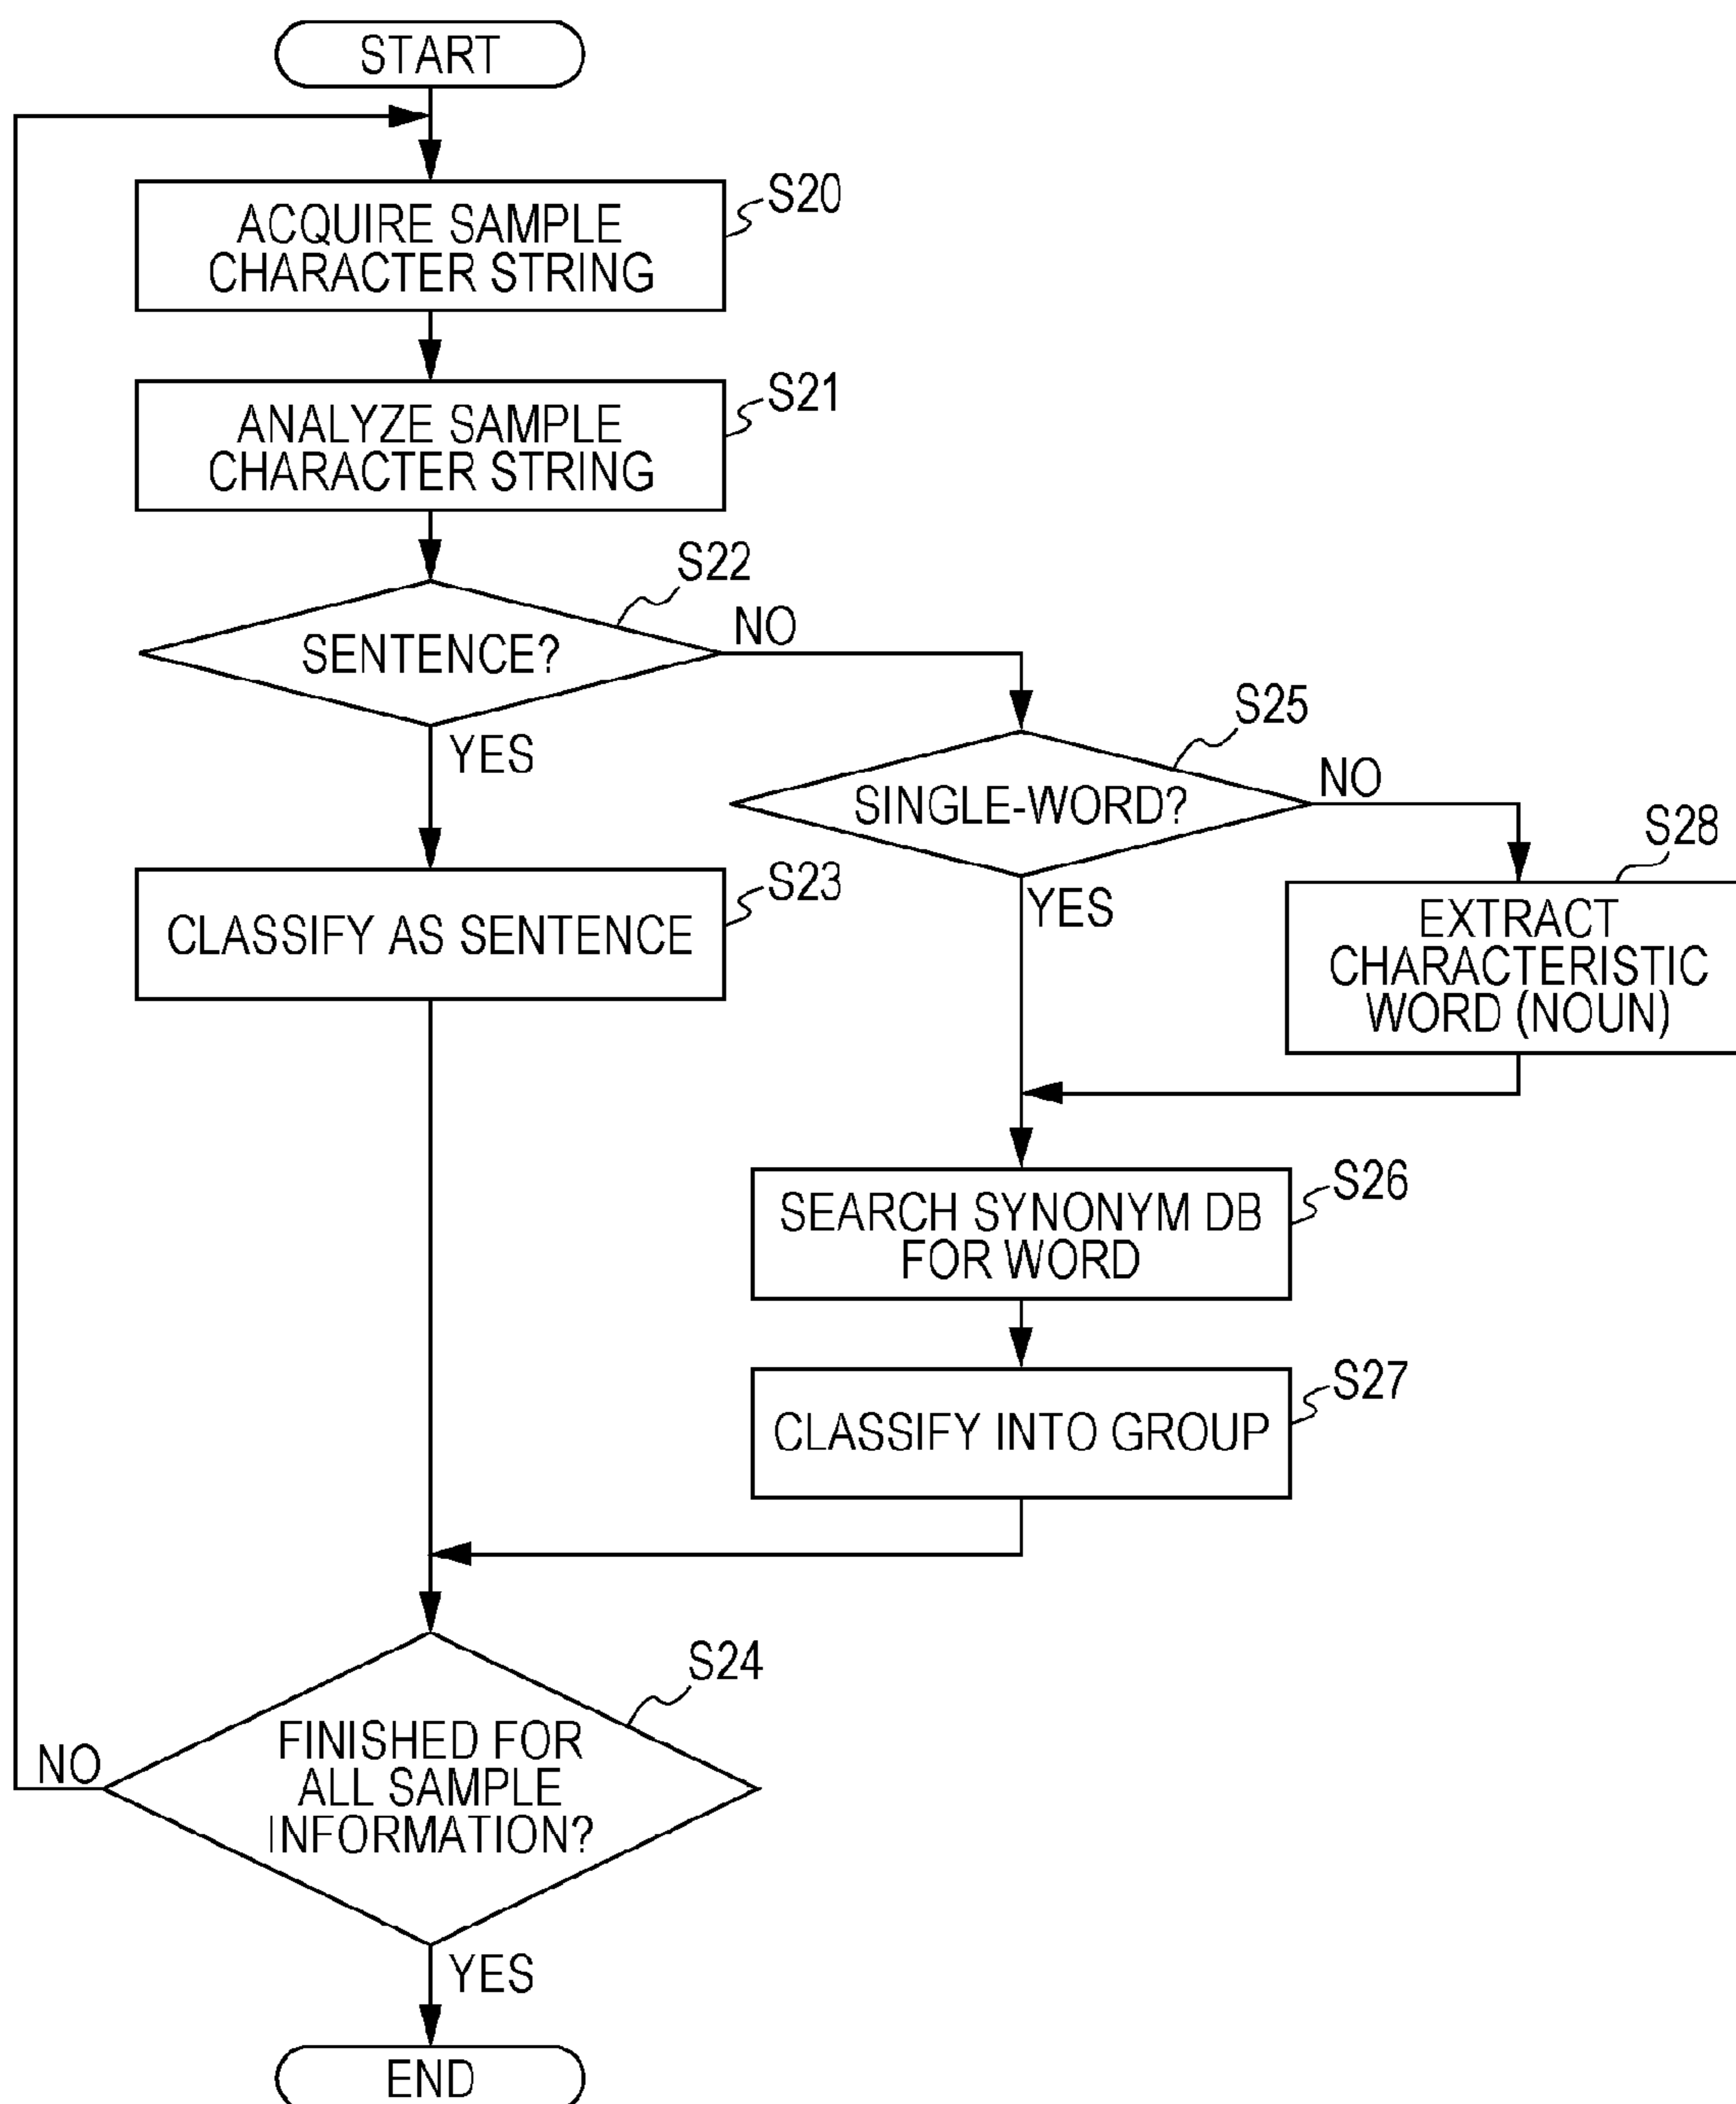 START
ACQUIRE SAMPLE
CHARACTER STRING
S20
ANALYZE SAMPLE
CHARACTER STRING
S21
SENTENCE?
S22
NO
YES
SINGLE-WORD?
S25
NO
YES
CLASSIFY AS SENTENCE
S23
EXTRACT
CHARACTERISTIC
WORD (NOUN)
S28
SEARCH SYNONYM DB
FOR WORD
S26
CLASSIFY INTO GROUP
S27
FINISHED FOR
ALL SAMPLE
INFORMATION?
S24
NO
YES
END